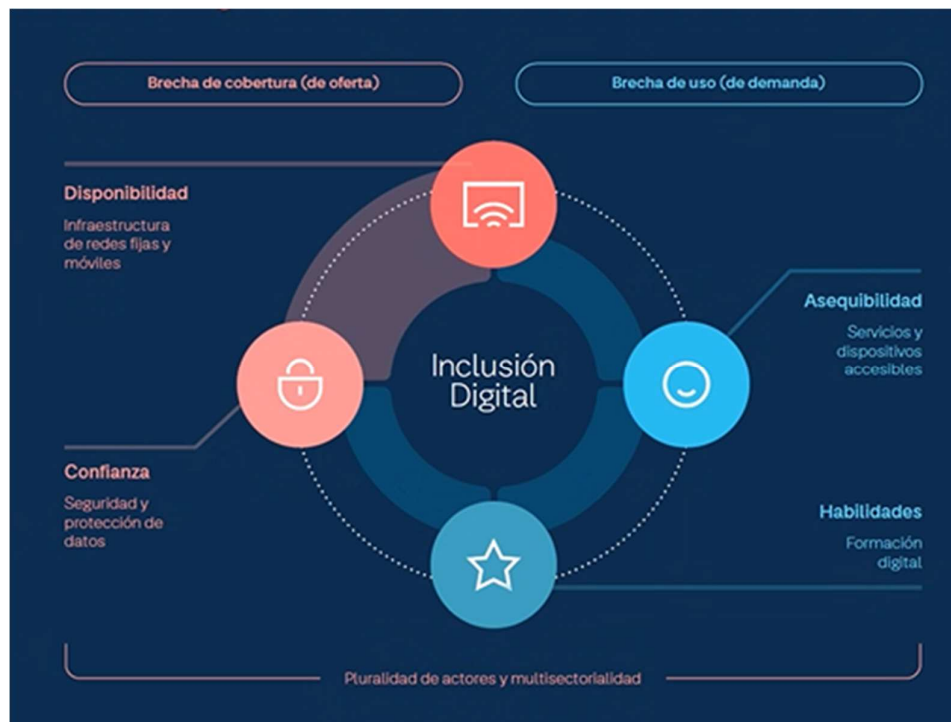 Brecha de cobertura (de oferta)
Brecha de uso (de demanda)
Disponibilidad
Infraestructura
de redes fijas y
móviles
Asequibilidad
Servicios y
dispositivos
accesibles
Inclusión
Digital
Confianza
Seguridad y
protección de
datos
Habilidades
Formación
digital
Pluralidad de actores y multisectorialidad